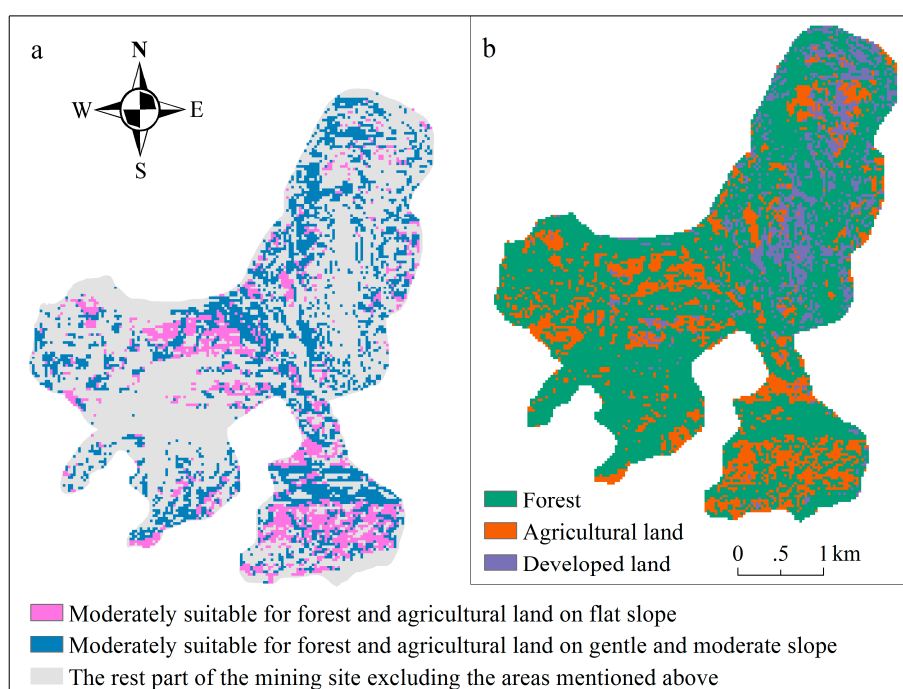 a
N
W
E
S
b
Forest
Agricultural land
Developed land
0 .5 1 km
Moderately suitable for forest and agricultural land on flat slope
Moderately suitable for forest and agricultural land on gentle and moderate slope
The rest part of the mining site excluding the areas mentioned above